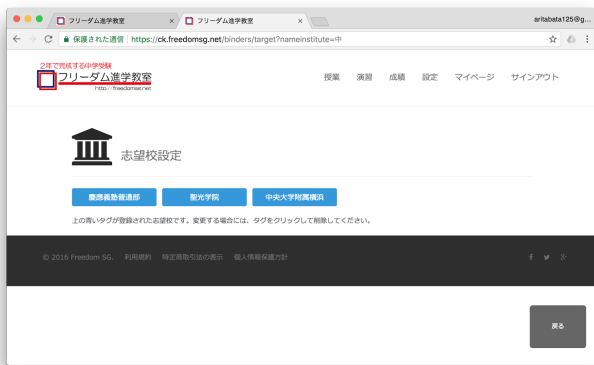 フリーダム進学教室
フリーダム進学教室
aritabata125@g...
保護された通信 | https://ck.freedomsg.net/binders/target?nameinstitute=中
2年で完成する中学受験
フリーダム進学教室
http://freedomsg.net
授業 演習 成績 設定 マイページ サインアウト
志望校設定
慶應義塾普通部 聖光学院 中央大学附属横浜
上の青いタグが登録された志望校です。変更する場合には、タグをクリックして削除してください。
© 2016 Freedom SG. 利用規約 特定商取引法の表示 個人情報保護方針
戻る